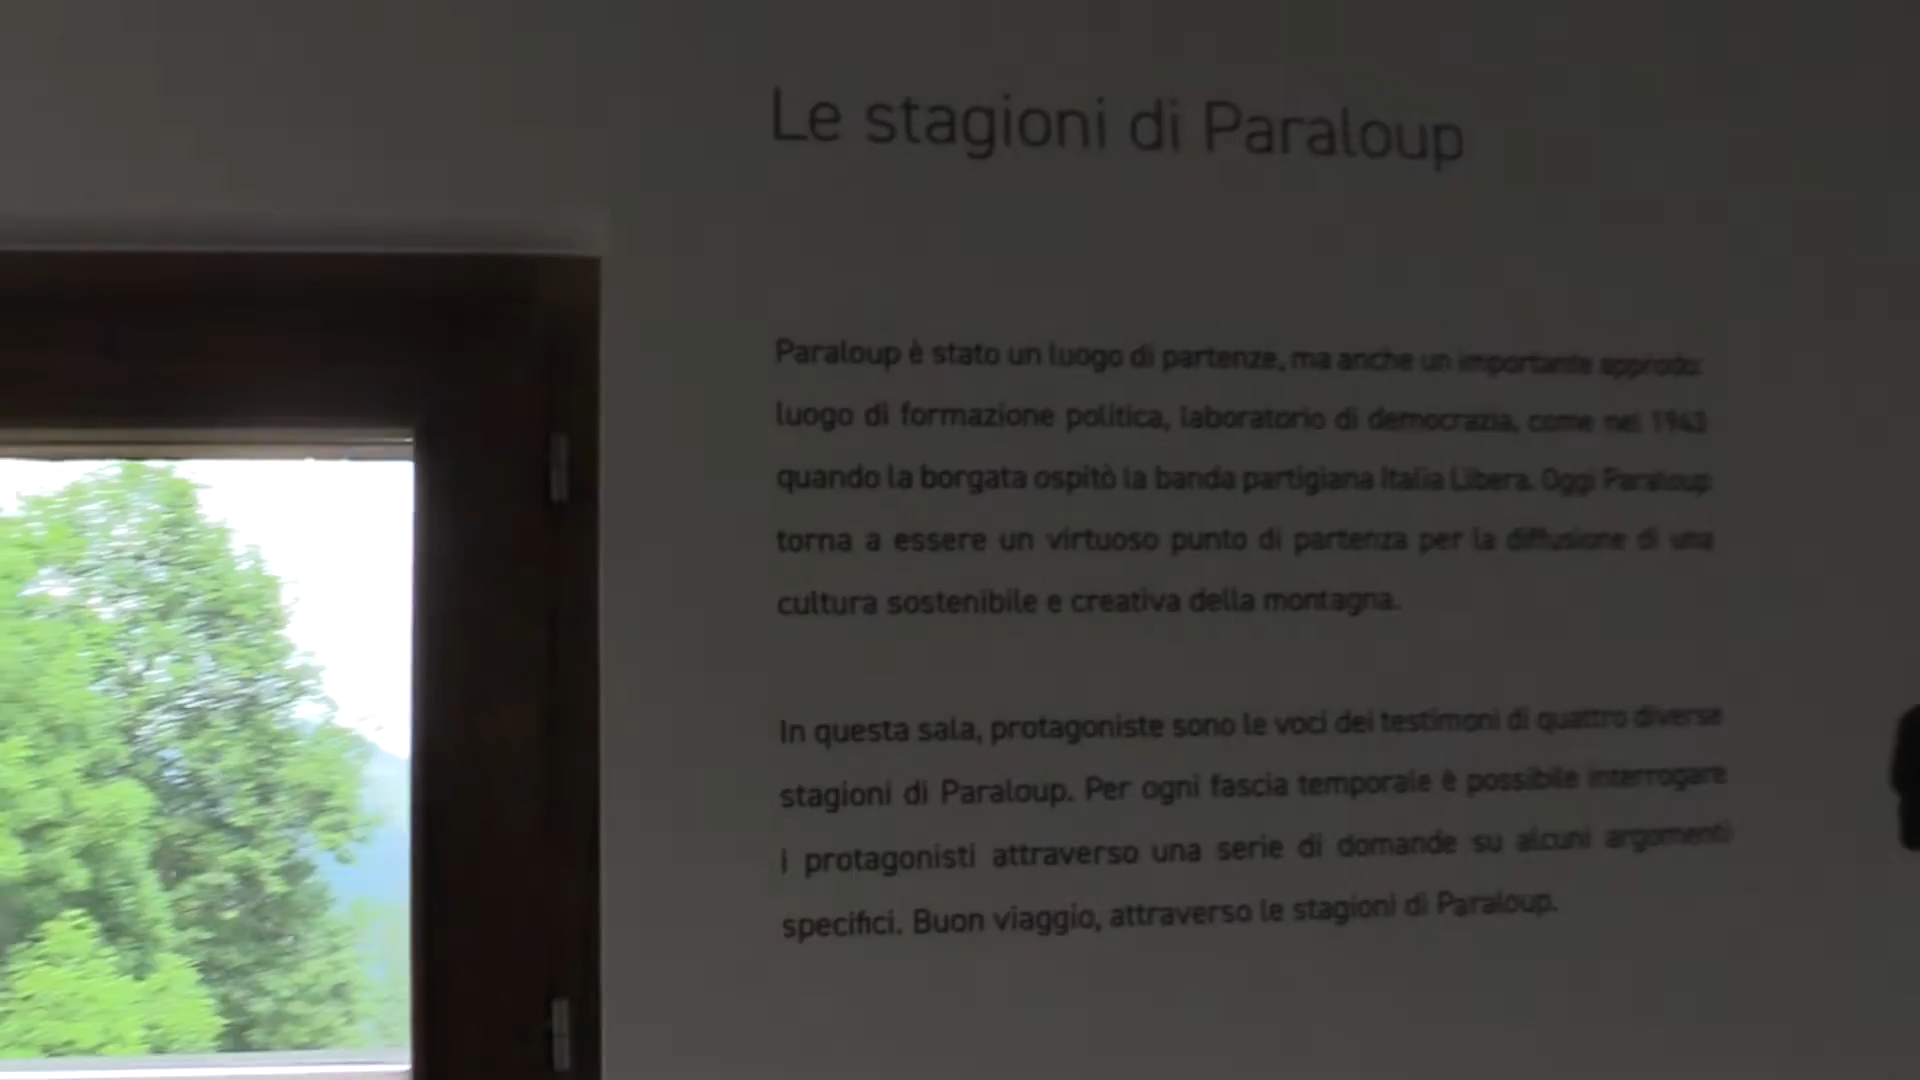 Le stagioni di Paraloup
Paraloup è stato un luogo di partenze, ma anche un importante approdo:
luogo di formazione politica, laboratorio di democrazia, come nel 1943
quando la borgata ospitò la banda partigiana Italia Libera. Oggi Paraloup
torna a essere un virtuoso punto di partenza per la diffusione di una
cultura sostenibile e creativa della montagna.
In questa sala, protagoniste sono le voci dei testimoni di quattro diverse
stagioni di Paraloup. Per ogni fascia temporale è possibile interrogare
i protagonisti attraverso una serie di domande su alcuni argomenti
specifici. Buon viaggio, attraverso le stagioni di Paraloup.